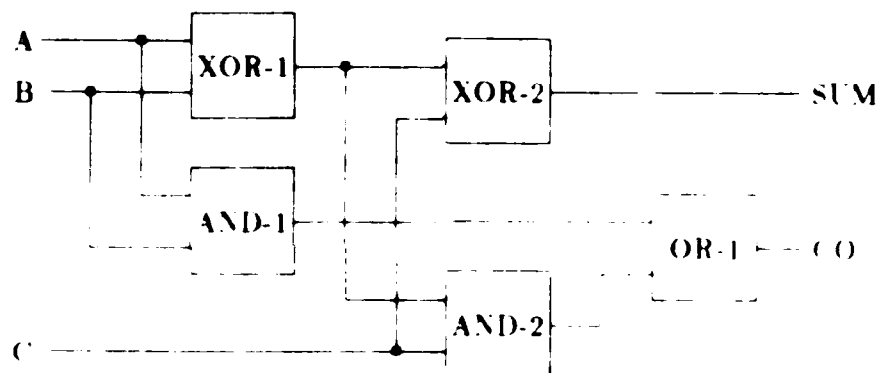 A
XOR-1
B
XOR-2
SUM
AND-1
OR-1
CO
AND-2
C